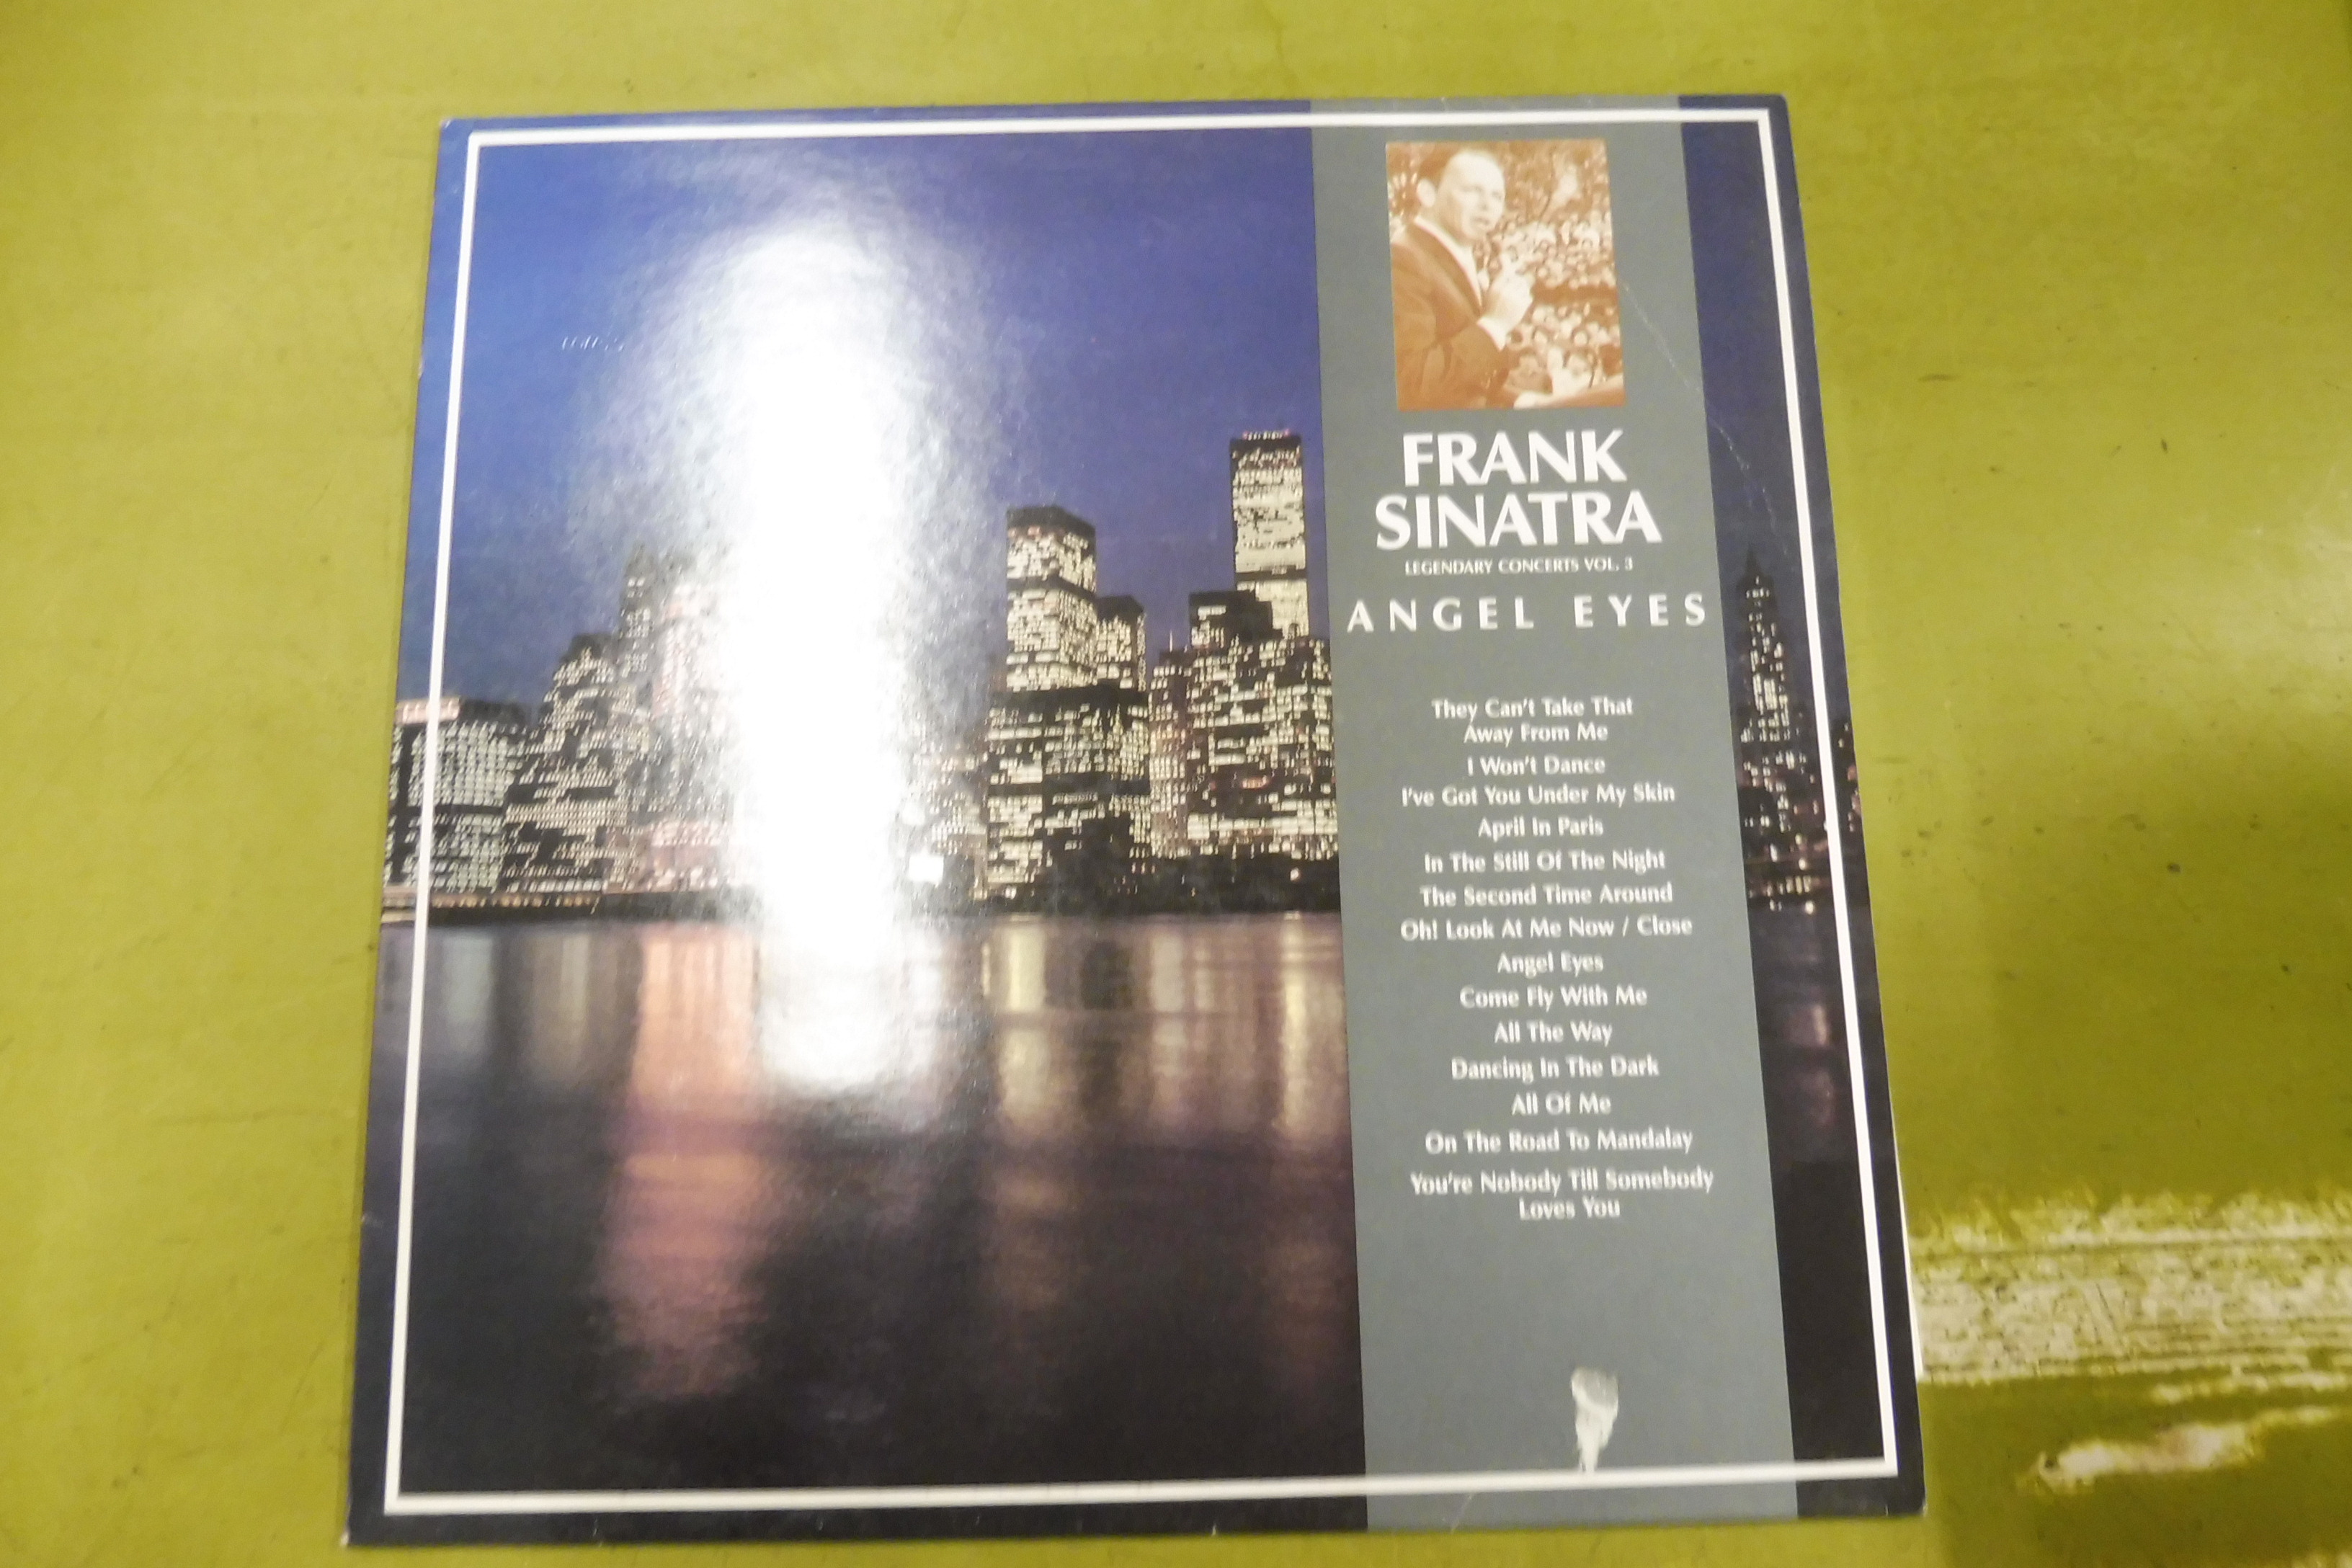 FRANK
SINATRA
LEGENDARY CONCERTS VOL. 3
ANGEL EYES
They Can't Take That
Away From Me
I Won't Dance
I've Got You Under My Skin
April In Paris
In The Still Of The Night
The Second Time Around
Oh! Look At Me Now / Close
Angel Eyes
Come Fly With Me
All The Way
Dancing In The Dark
All Of Me
On The Road To Mandalay
You're Nobody Till Somebody
Loves You